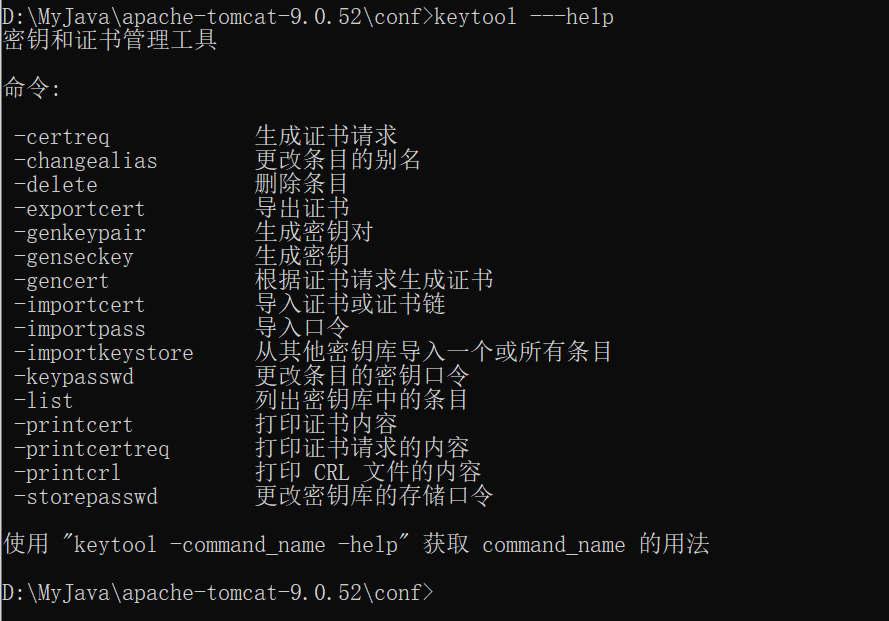 D:\MyJava\apache-tomcat-9.0.52\conf>keytool ---help
密钥和证书管理工具
命令:
-certreq 生成证书请求
-changealias 更改条目的别名
-delete 删除条目
-exportcert 导出证书
-genkeypair 生成密钥对
-genseckey 生成密钥
-gencert 根据证书请求生成证书
-importcert 导入证书或证书链
-importpass 导入口令
-importkeystore 从其他密钥库导入一个或所有条目
-keypasswd 更改条目的密钥口令
-list 列出密钥库中的条目
-printcert 打印证书内容
-printcertreq 打印证书请求的内容
-printcrl 打印 CRL 文件的内容
-storepasswd 更改密钥库的存储口令
使用 "keytool -command_name -help" 获取 command_name 的用法
D:\MyJava\apache-tomcat-9.0.52\conf>